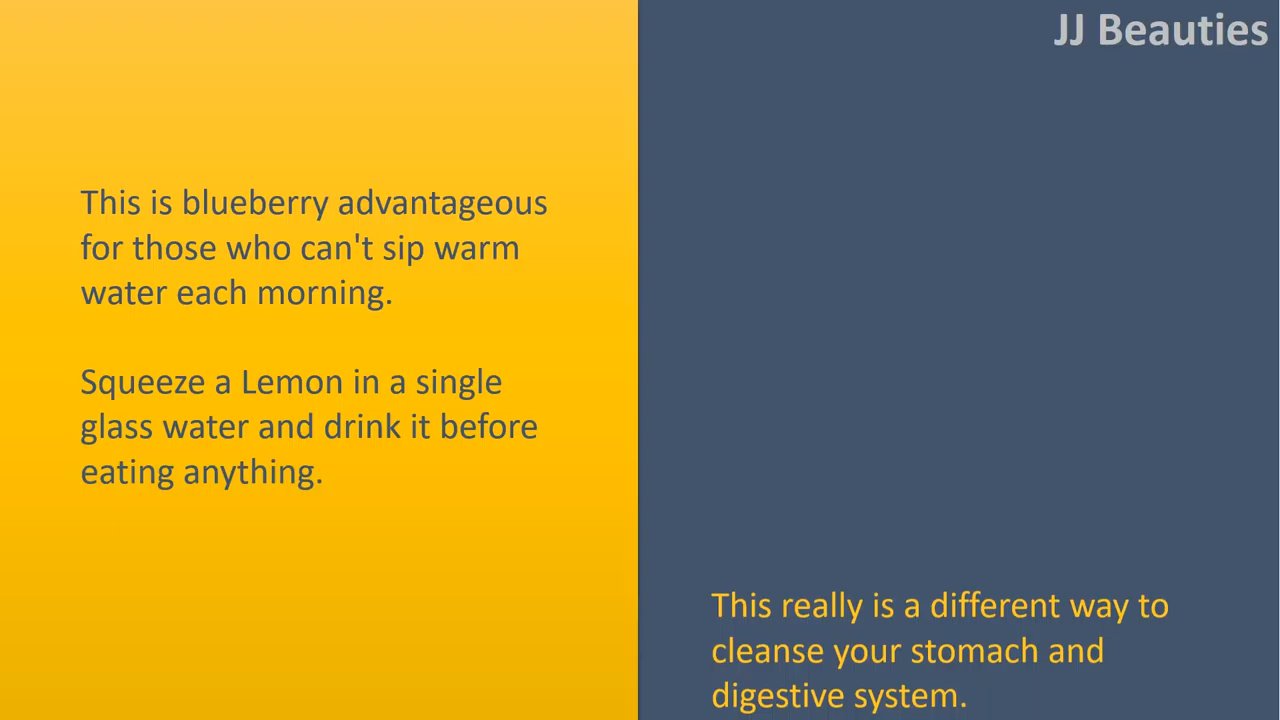 JJ Beauties
This is blueberry advantageous
for those who can't sip warm
water each morning.
Squeeze a Lemon in a single
glass water and drink it before
eating anything.
This really is a different way to
cleanse your stomach and
digestive system.